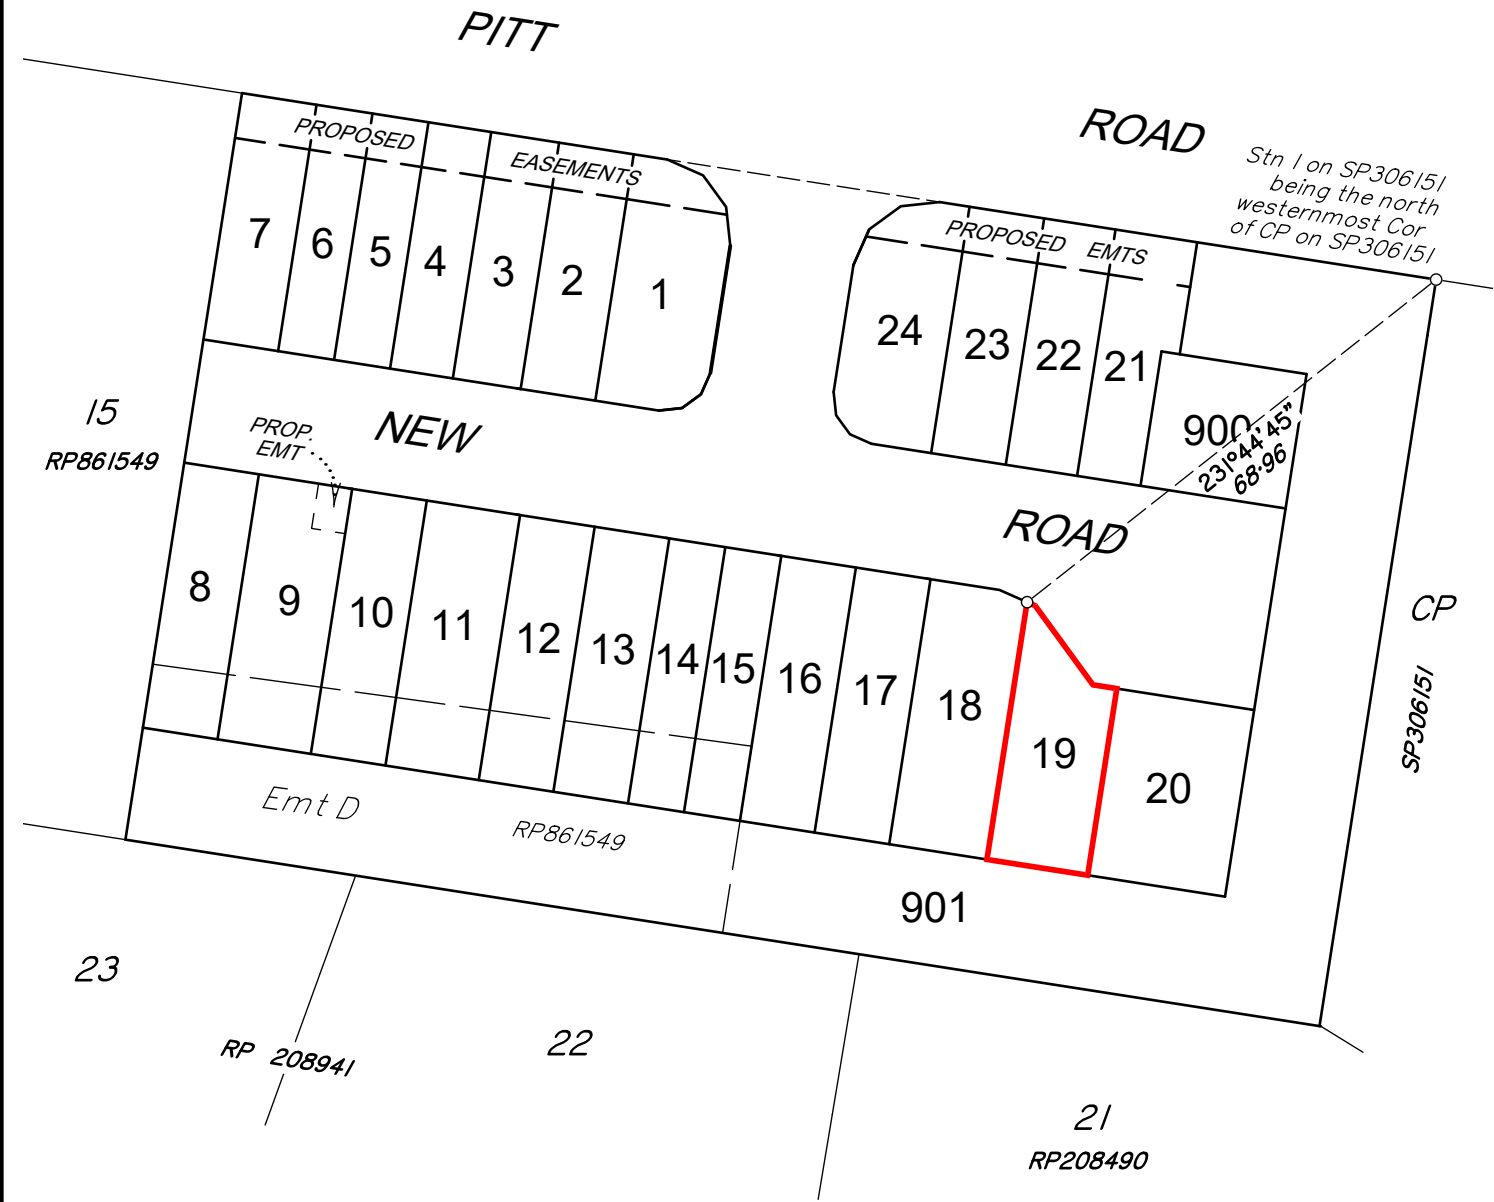 PITT
ROAD
Stn 1 on SP306151
being the north
westernmost Cor
of CP on SP306151
PROPOSED
EASEMENTS
PROPOSED EMTS
7
6
5
4
3
2
1
24
23
22
21
900
231°44'45"
68·96
15
RP861549
PROP.
EMT
NEW
ROAD
8
9
10
11
12
13
14
15
16
17
18
19
20
CP
SP306151
Emt D
RP861549
901
23
RP 208941
22
21
RP208490